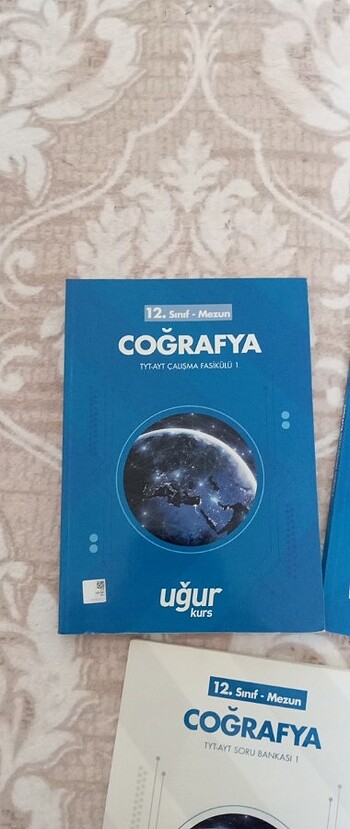 12. Sınıf - Mezun
COĞRAFYA
TYT-AYT ÇALIŞMA FASİKÜLÜ 1
uğur
kurs
12. Sınıf - Mezun
COĞRAFYA
TYT-AYT SORU BANKASI 1